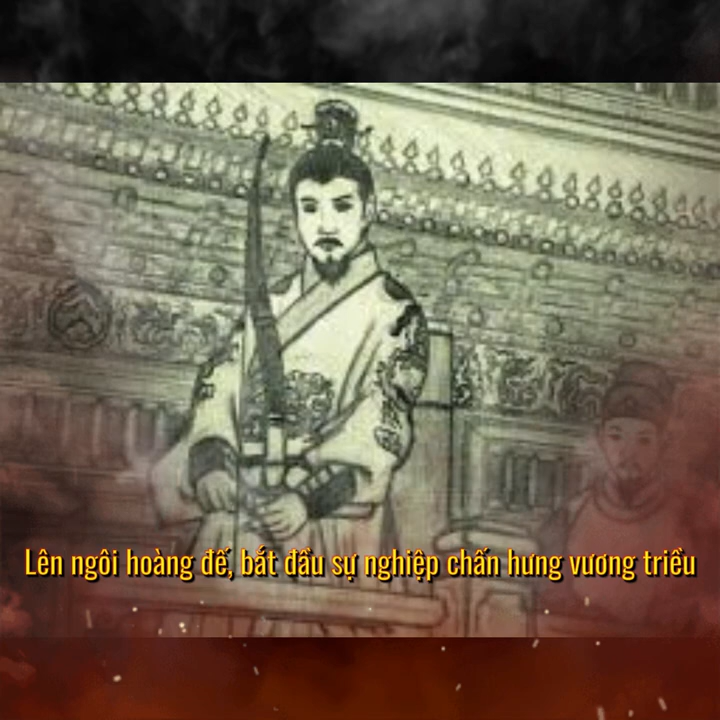 Lên ngôi hoàng đế, bắt đầu sự nghiệp chấn hưng vương triều